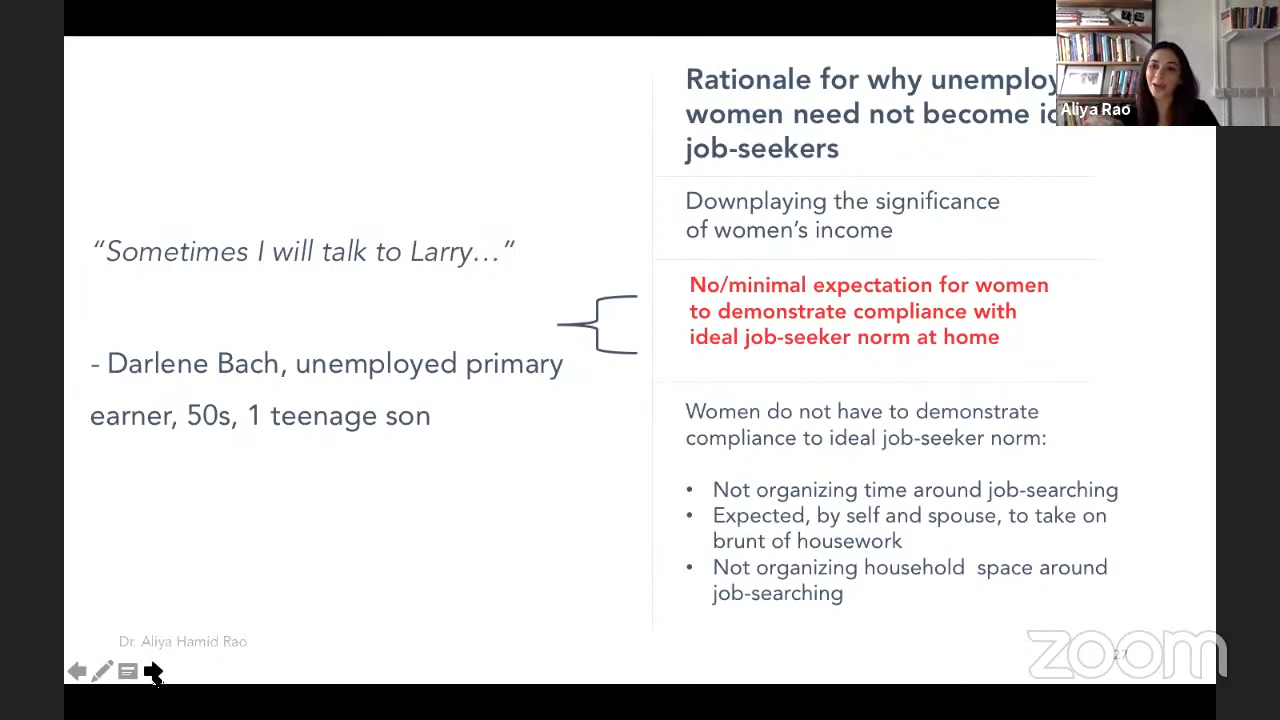 “Sometimes I will talk to Larry…”
- Darlene Bach, unemployed primary
earner, 50s, 1 teenage son
Rationale for why unemploy
women need not become
job-seekers
Downplaying the significance
of women’s income
No/minimal expectation for women
to demonstrate compliance with
ideal job-seeker norm at home
Women do not have to demonstrate
compliance to ideal job-seeker norm:
• Not organizing time around job-searching
• Expected, by self and spouse, to take on
brunt of housework
• Not organizing household space around
job-searching
Aliya Rao
Dr. Aliya Hamid Rao
27
zoom